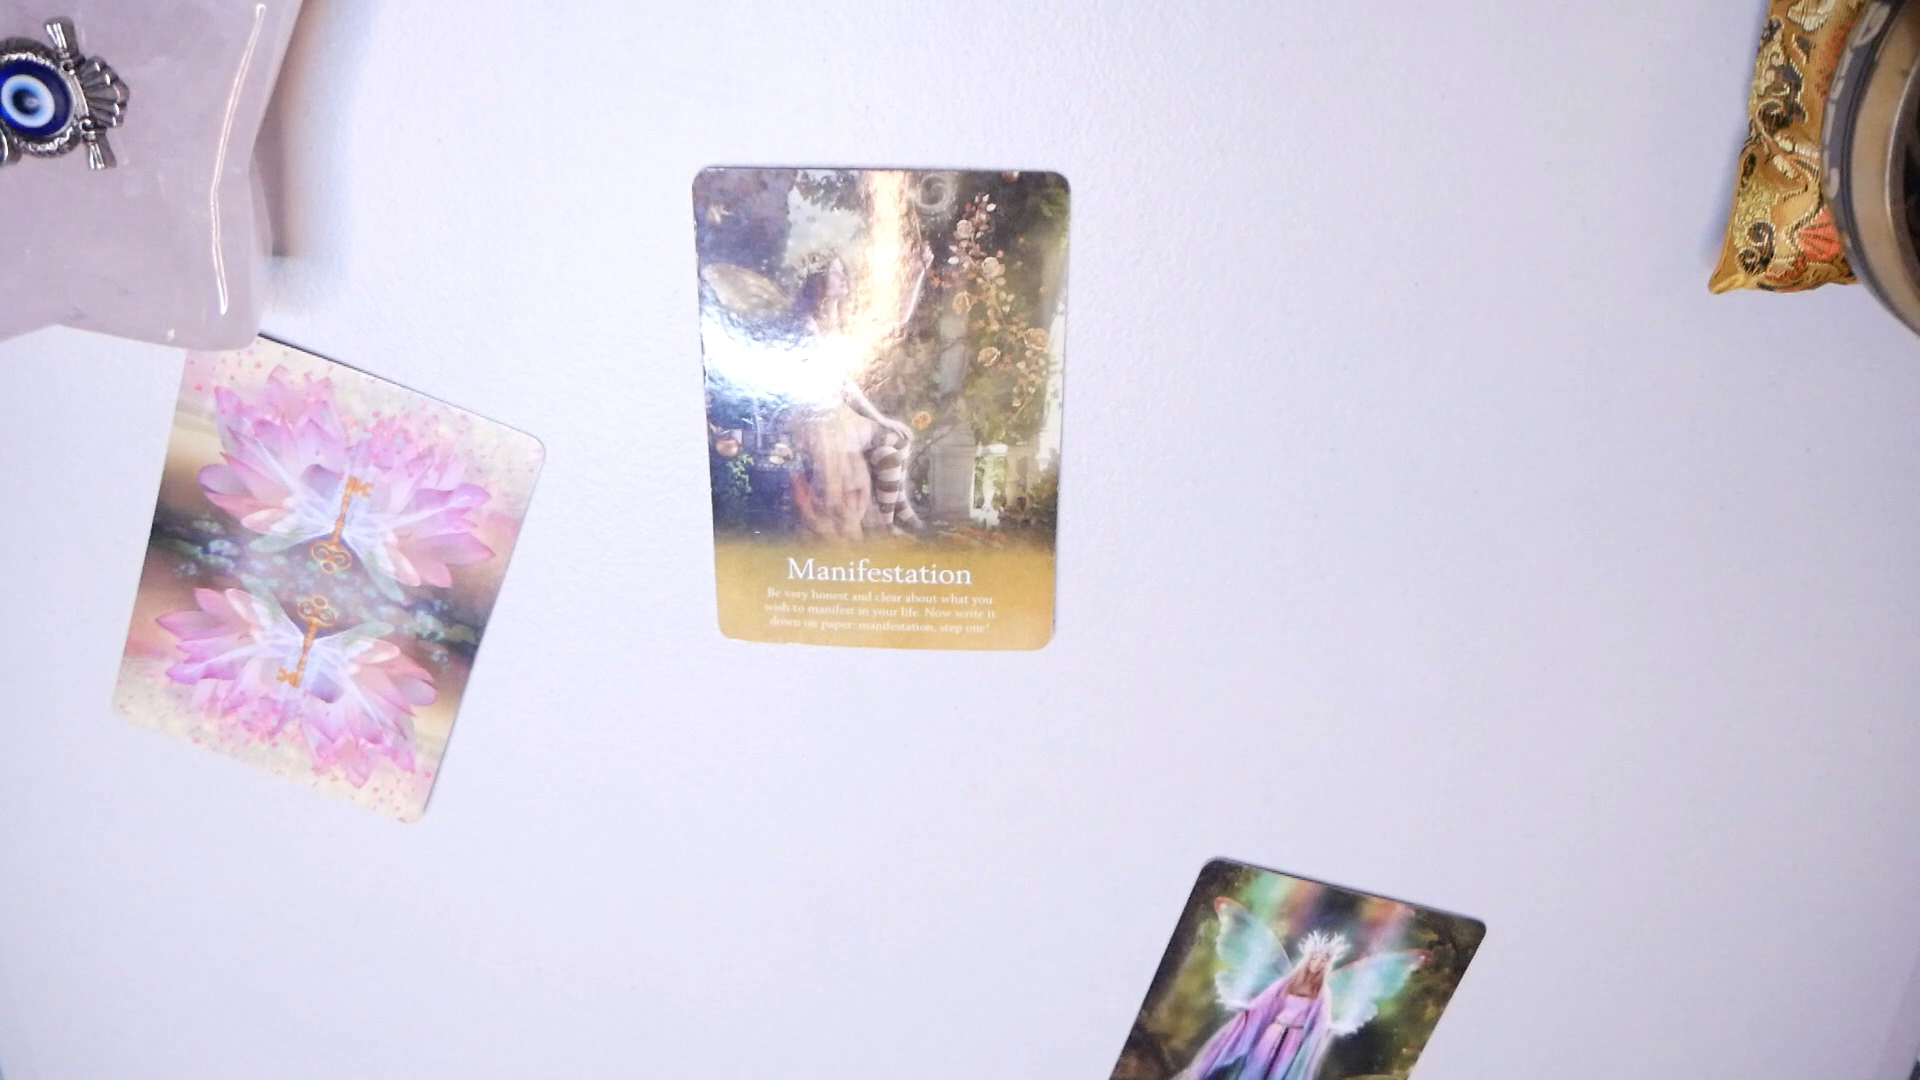 Manifestation
Be very honest and clear about what you
wish to manifest in your life. Now write it
down on paper: manifestation, step one!